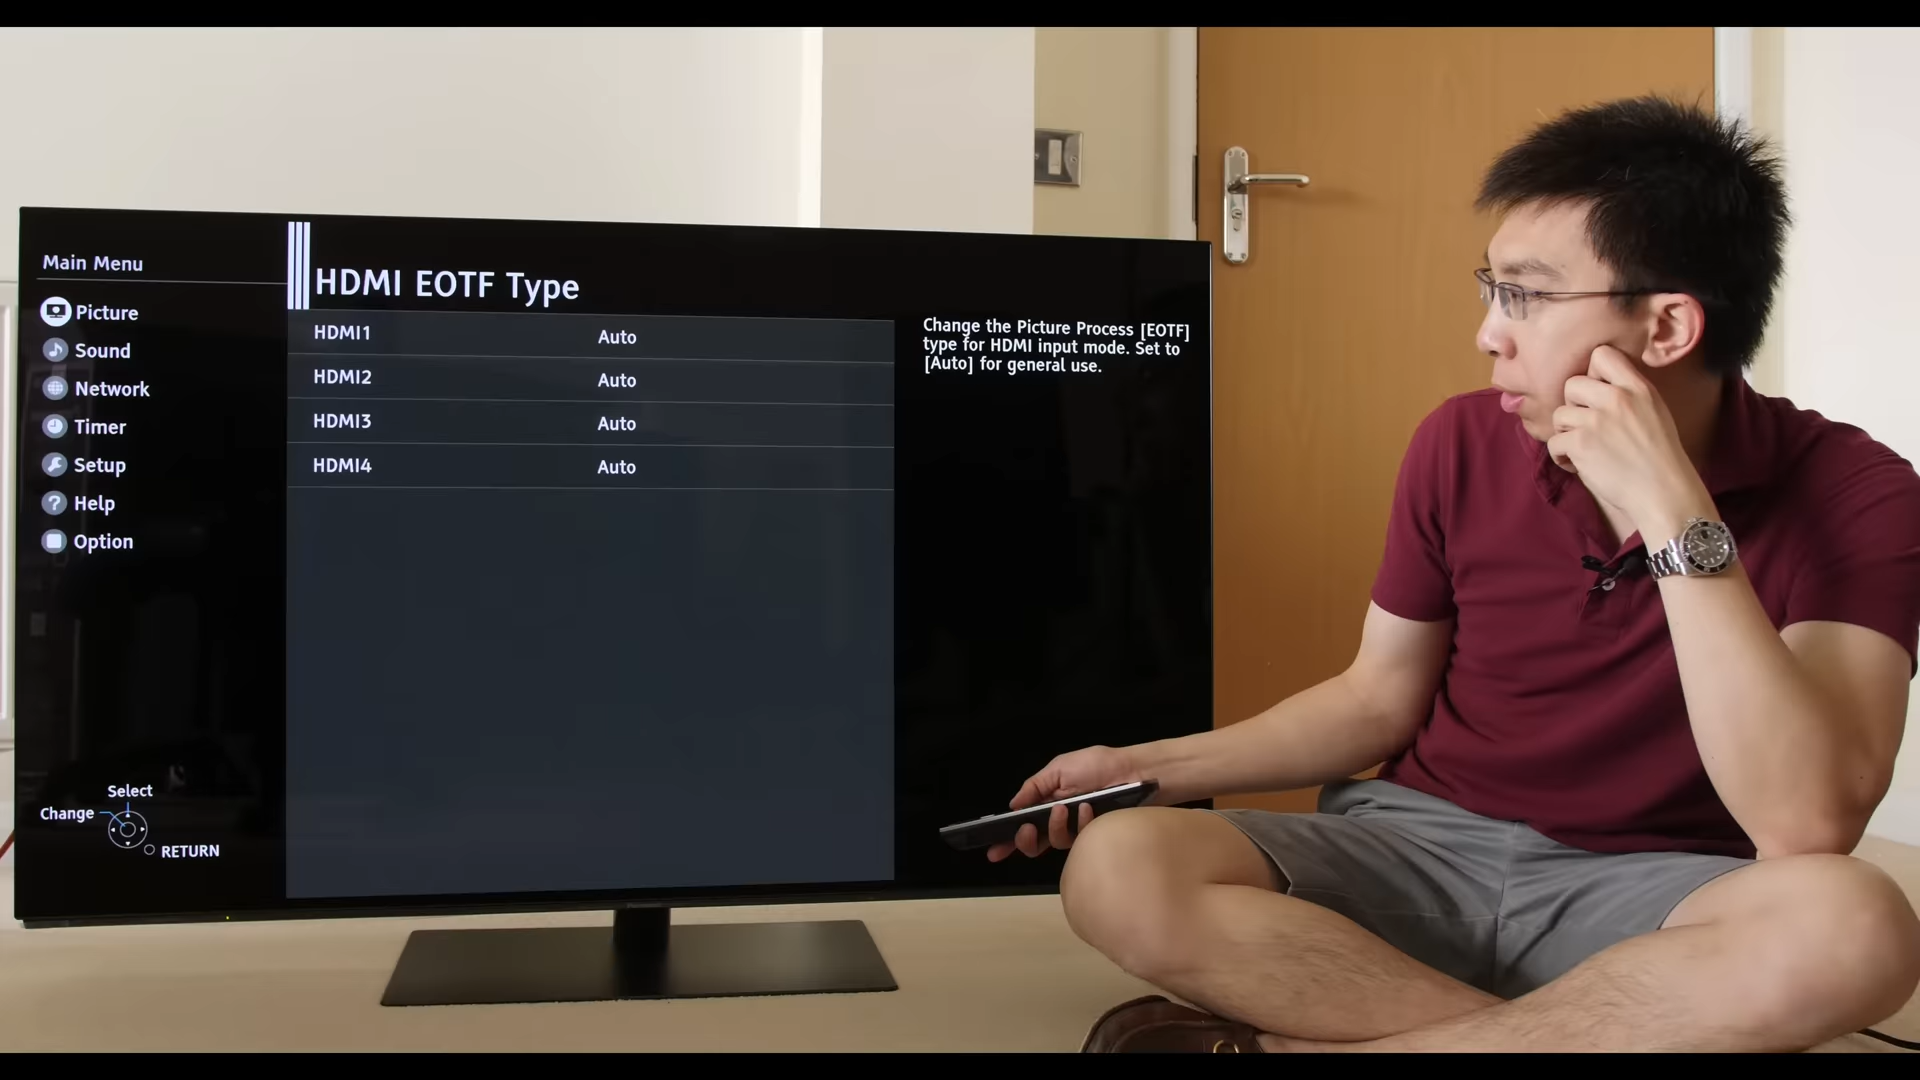 Main Menu
Picture
Sound
Network
Timer
Setup
Help
Option
Select
Change
RETURN
HDMI EOTF Type
HDMI1 Auto
HDMI2 Auto
HDMI3 Auto
HDMI4 Auto
Change the Picture Process [EOTF]
type for HDMI input mode. Set to
[Auto] for general use.